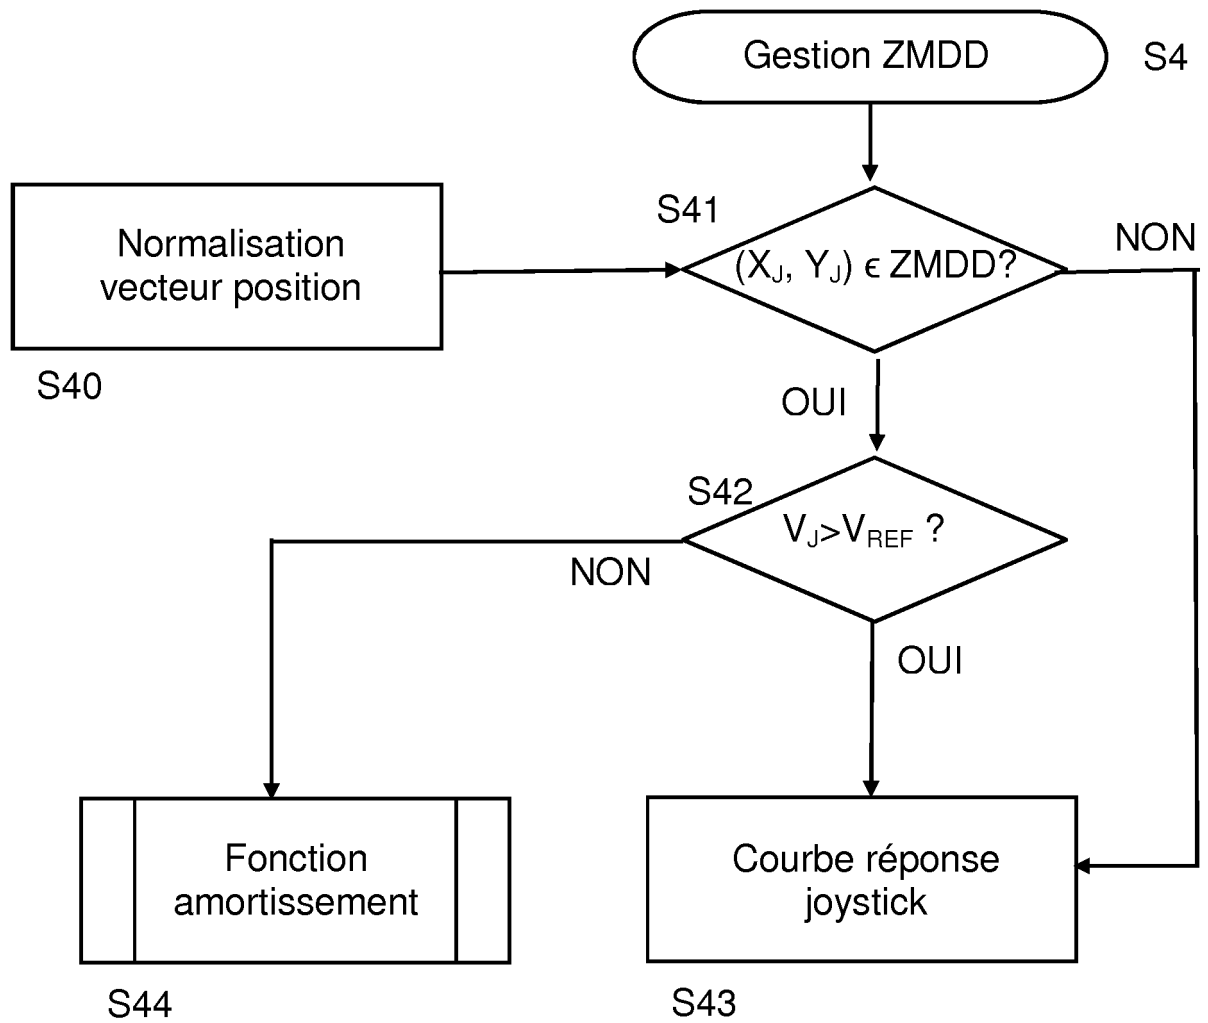 Gestion ZMDD
S4
S41
NON
Normalisation
vecteur position
(XJ, YJ) ϵ ZMDD?
S40
OUI
S42
VJ>VREF ?
NON
OUI
Fonction
amortissement
Courbe réponse
joystick
S44
S43